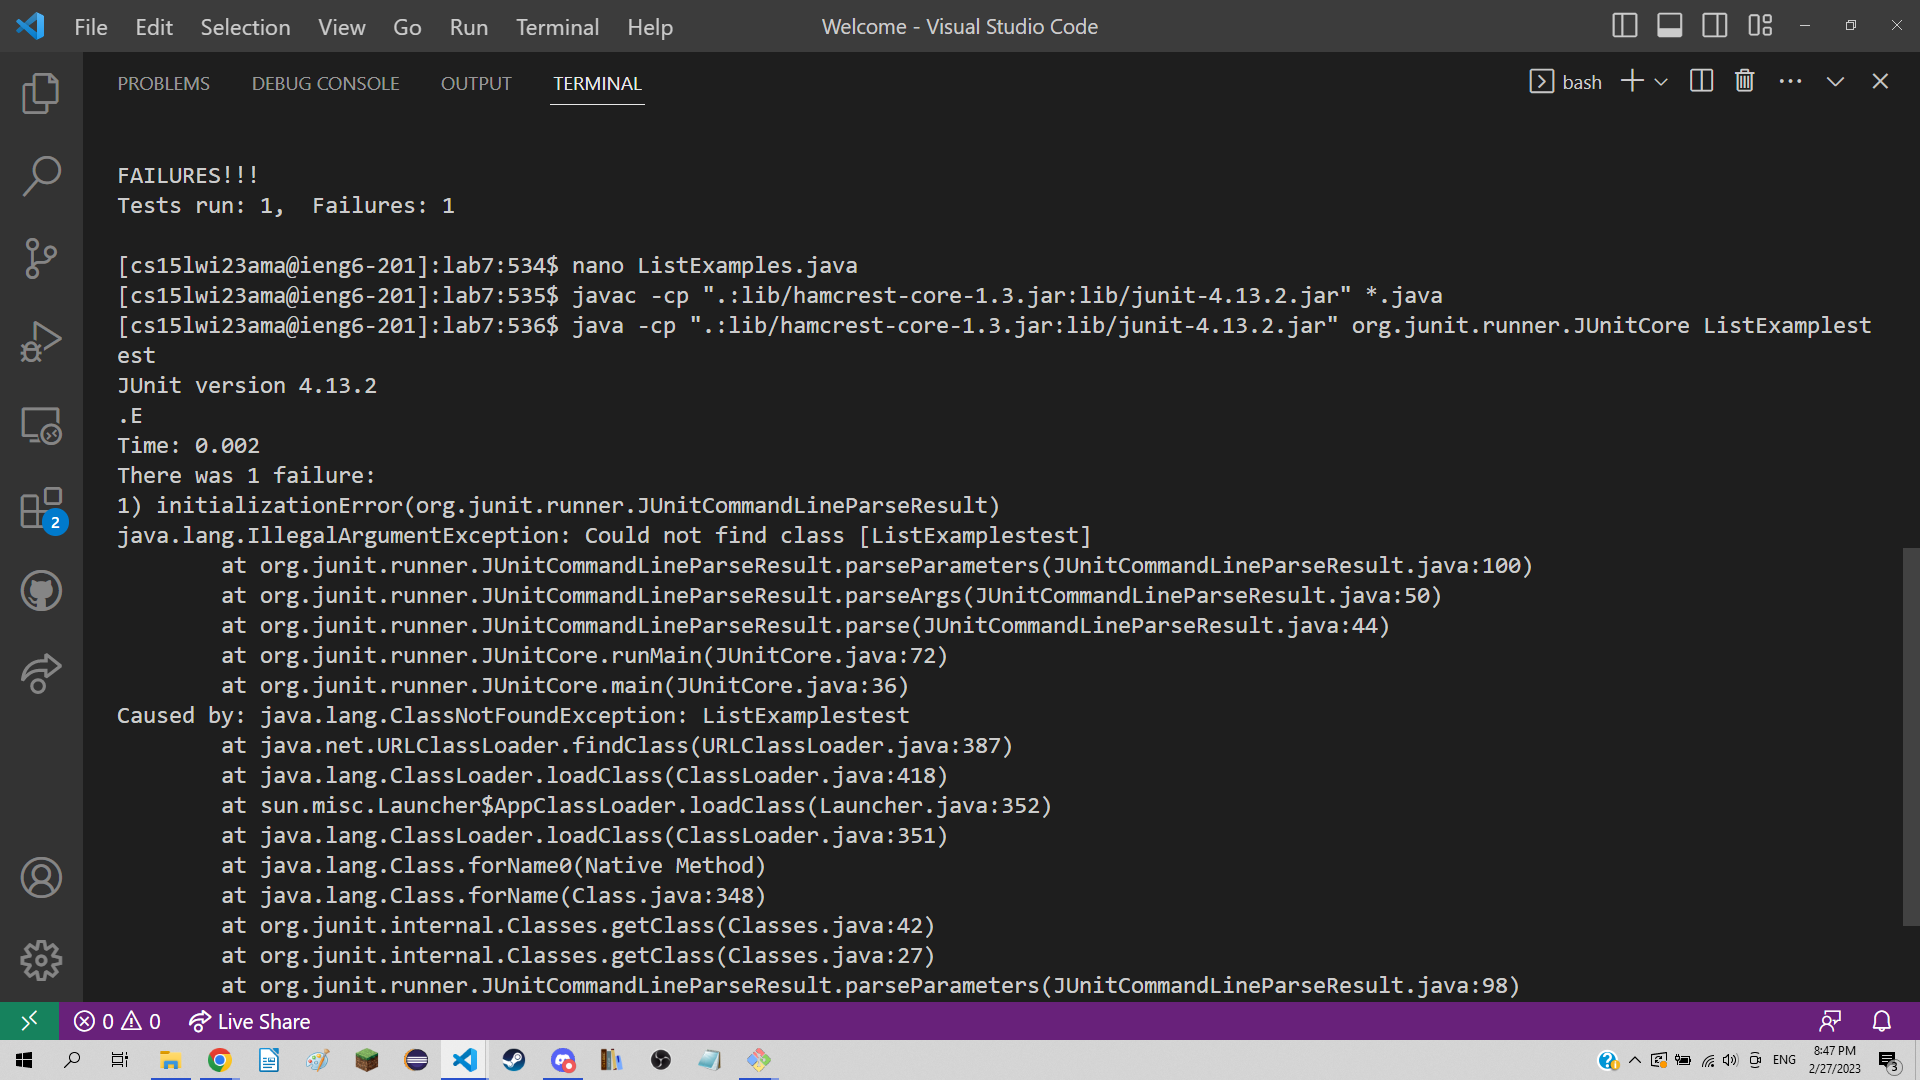 File Edit Selection View Go Run Terminal Help
Welcome - Visual Studio Code
PROBLEMS DEBUG CONSOLE OUTPUT TERMINAL
bash
FAILURES!!!
Tests run: 1,  Failures: 1
[cs15lwi23ama@ieng6-201]:lab7:534$ nano ListExamples.java
[cs15lwi23ama@ieng6-201]:lab7:535$ javac -cp ".:lib/hamcrest-core-1.3.jar:lib/junit-4.13.2.jar" *.java
[cs15lwi23ama@ieng6-201]:lab7:536$ java -cp ".:lib/hamcrest-core-1.3.jar:lib/junit-4.13.2.jar" org.junit.runner.JUnitCore ListExamplest
est
JUnit version 4.13.2
.E
Time: 0.002
There was 1 failure:
1) initializationError(org.junit.runner.JUnitCommandLineParseResult)
java.lang.IllegalArgumentException: Could not find class [ListExamplestest]
        at org.junit.runner.JUnitCommandLineParseResult.parseParameters(JUnitCommandLineParseResult.java:100)
        at org.junit.runner.JUnitCommandLineParseResult.parseArgs(JUnitCommandLineParseResult.java:50)
        at org.junit.runner.JUnitCommandLineParseResult.parse(JUnitCommandLineParseResult.java:44)
        at org.junit.runner.JUnitCore.runMain(JUnitCore.java:72)
        at org.junit.runner.JUnitCore.main(JUnitCore.java:36)
Caused by: java.lang.ClassNotFoundException: ListExamplestest
        at java.net.URLClassLoader.findClass(URLClassLoader.java:387)
        at java.lang.ClassLoader.loadClass(ClassLoader.java:418)
        at sun.misc.Launcher$AppClassLoader.loadClass(Launcher.java:352)
        at java.lang.ClassLoader.loadClass(ClassLoader.java:351)
        at java.lang.Class.forName0(Native Method)
        at java.lang.Class.forName(Class.java:348)
        at org.junit.internal.Classes.getClass(Classes.java:42)
        at org.junit.internal.Classes.getClass(Classes.java:27)
        at org.junit.runner.JUnitCommandLineParseResult.parseParameters(JUnitCommandLineParseResult.java:98)
2
0 0 Live Share
ENG
8:47 PM
2/27/2023
3